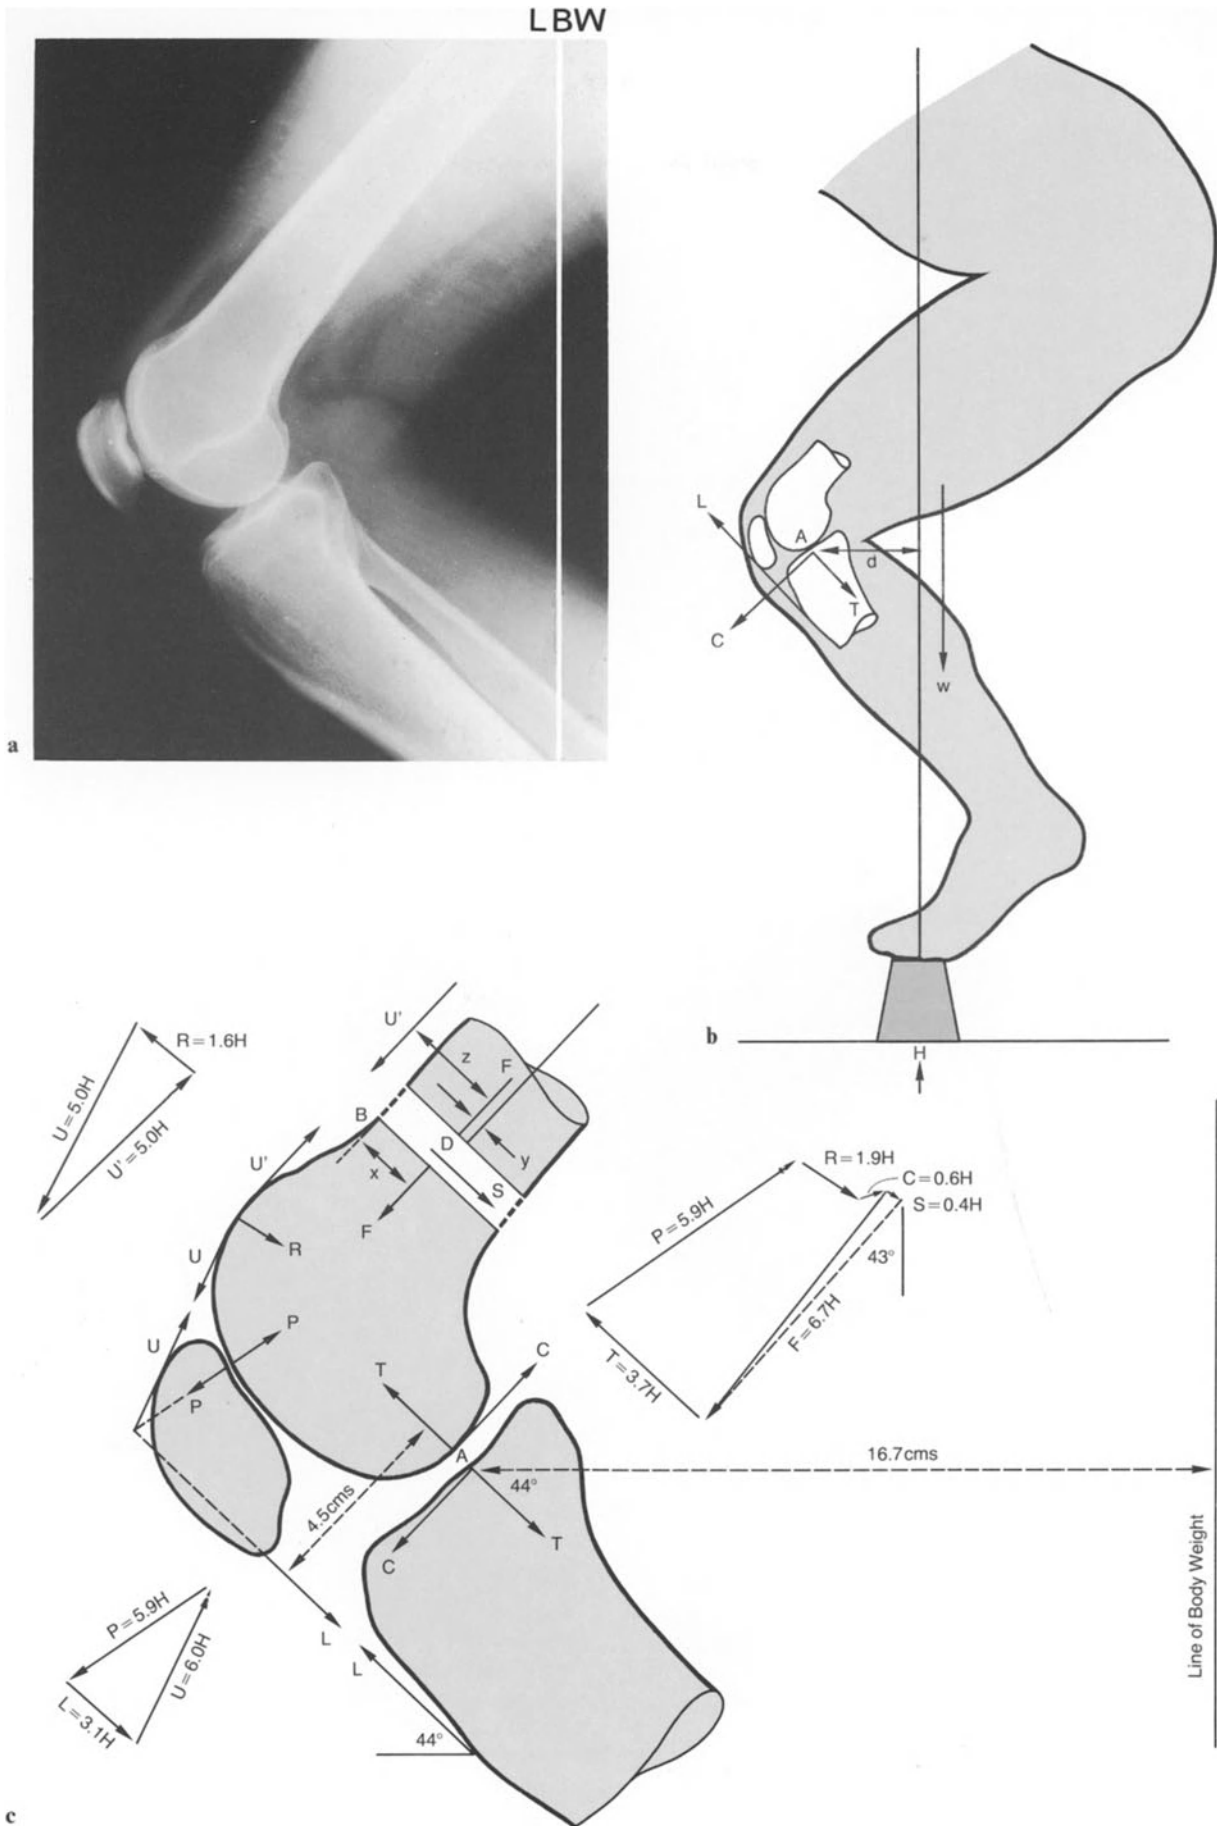 LBW
a
L
A
d
T
C
w
b
H
R=1.6H
U=5.0H
U'=5.0H
U'
z
F
B
D
y
U'
x
S
F
R
U
P
U
T
C
P
A
4.5cms
44°
T
C
16.7cms
L
L
44°
P=5.9H
U=6.0H
L=3.1H
R=1.9H
C=0.6H
S=0.4H
P=5.9H
43°
F=6.7H
T=3.7H
Line of Body Weight
c